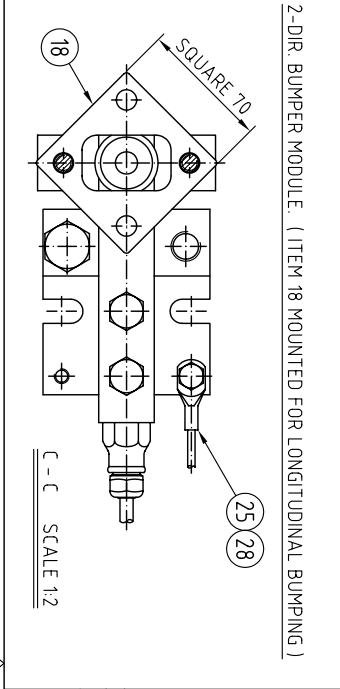 2-DIR. BUMPER MODULE. (ITEM 18 MOUNTED FOR LONGITUDINAL BUMPING)
18
SQUARE 70
25 28
C - C SCALE 1:2